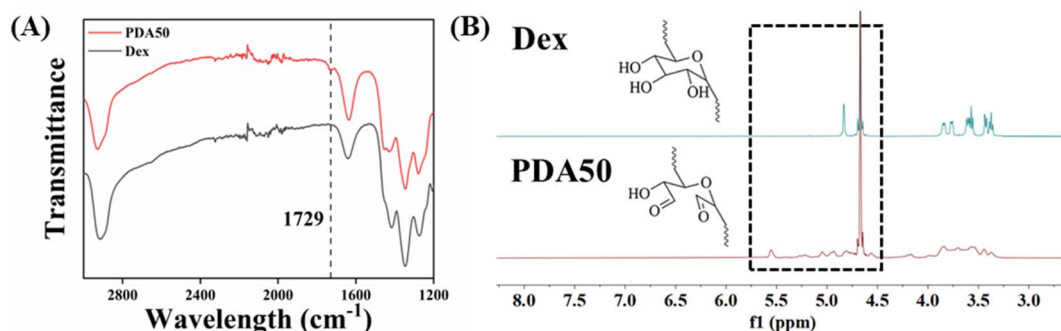 (A)
PDA50
Dex
Transmittance
1729
2800 2400 2000 1600 1200
Wavelength (cm⁻¹)
(B)
Dex
O
HO
HO
OH
PDA50
O
HO
O
O
8.0 7.5 7.0 6.5 6.0 5.5 5.0 4.5 4.0 3.5 3.0
f1 (ppm)